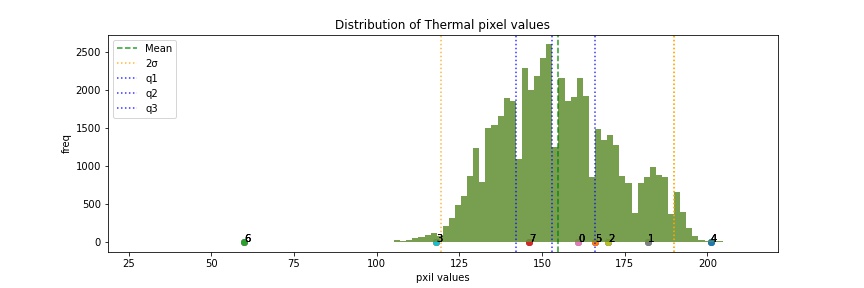 Distribution of Thermal pixel values
Mean
2σ
q1
q2
q3
freq
2500
2000
1500
1000
500
0
6 3 7 0 5 2 1 4
25 50 75 100 125 150 175 200
pxil values